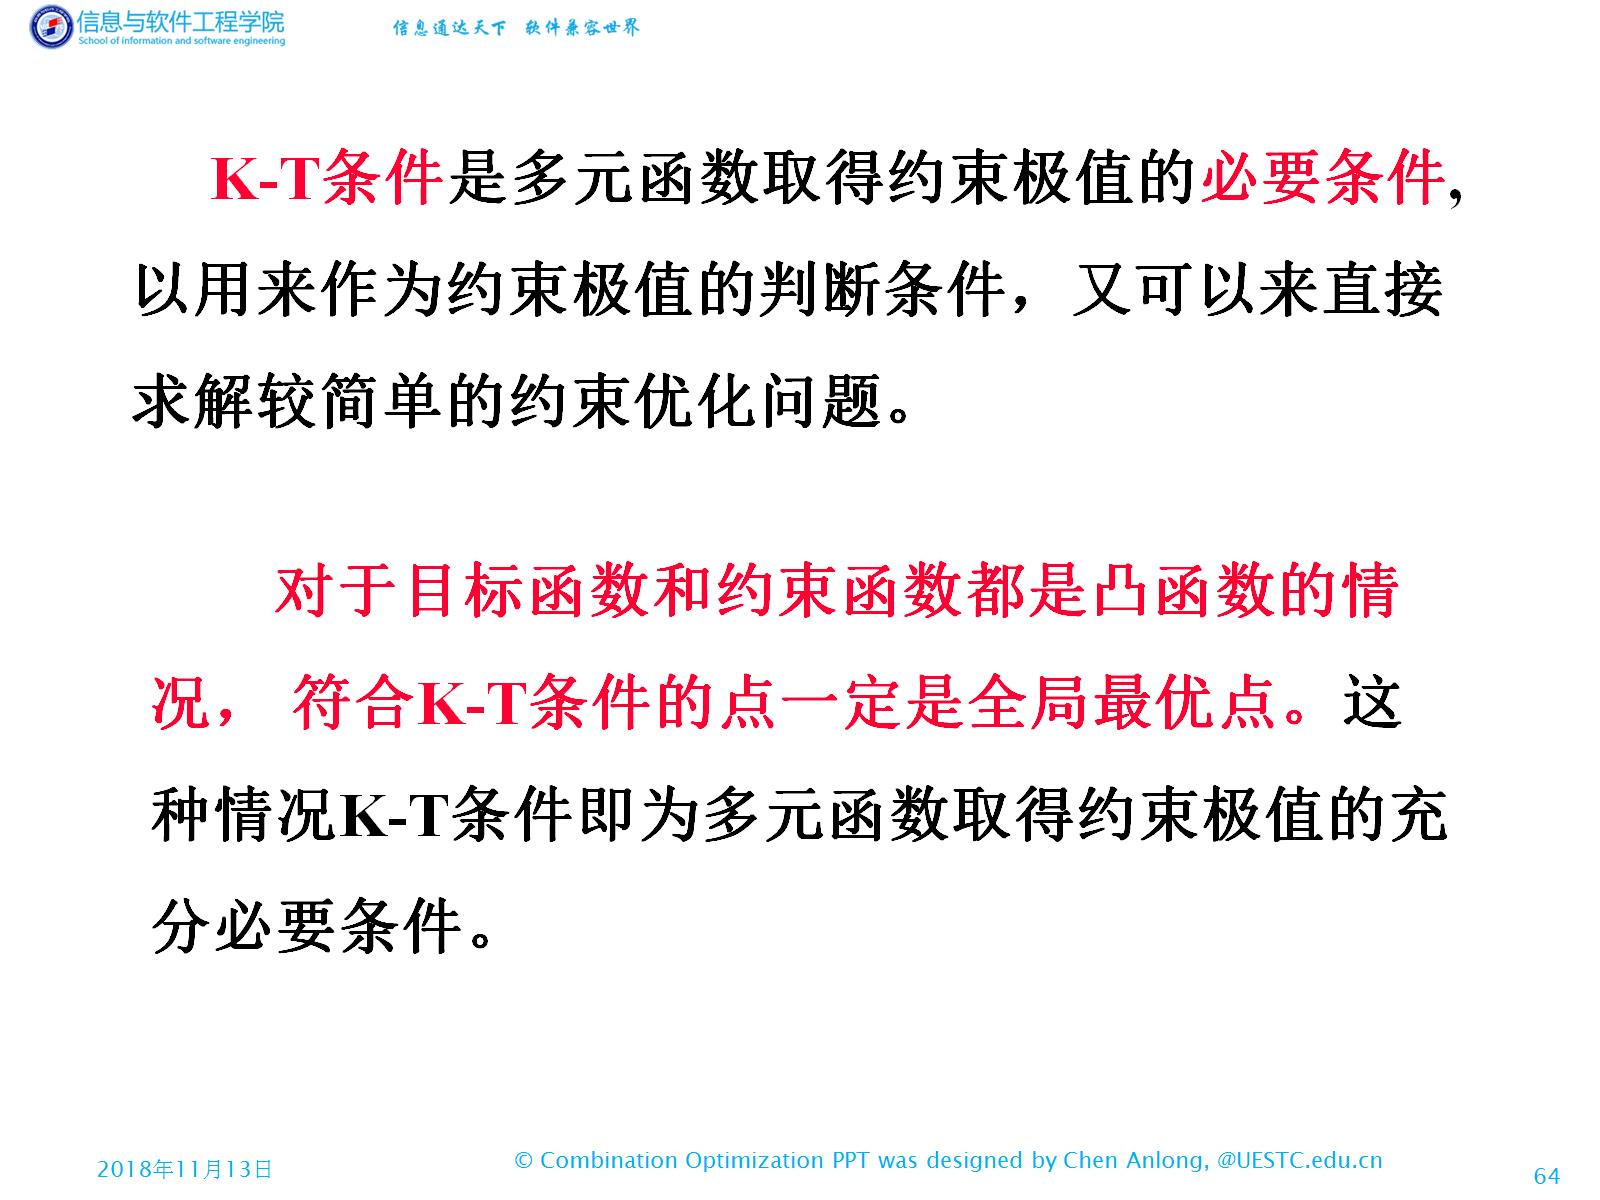 信息与软件工程学院
School of information and software engineering
信息通达天下 软件兼容世界
K-T条件是多元函数取得约束极值的必要条件,
以用来作为约束极值的判断条件，又可以来直接
求解较简单的约束优化问题。
对于目标函数和约束函数都是凸函数的情
况， 符合K-T条件的点一定是全局最优点。这
种情况K-T条件即为多元函数取得约束极值的充
分必要条件。
2018年11月13日
© Combination Optimization PPT was designed by Chen Anlong, @UESTC.edu.cn
64